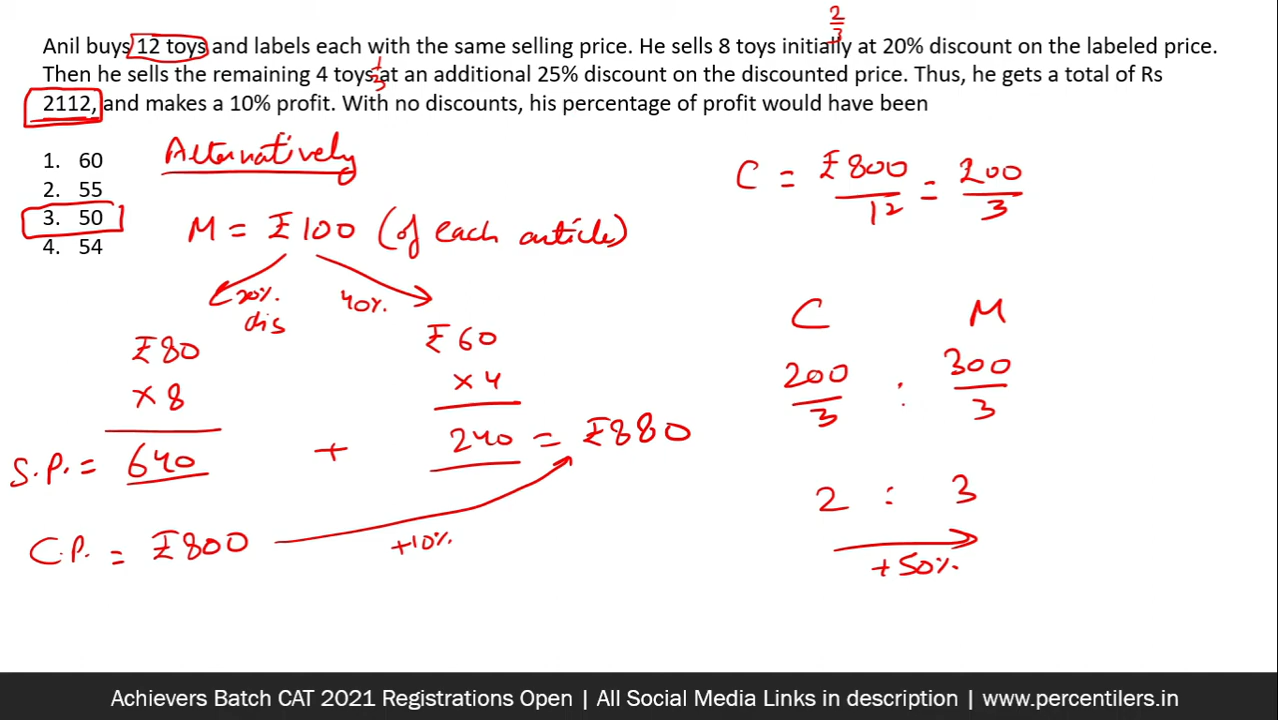 2
3
Anil buys 12 toys and labels each with the same selling price. He sells 8 toys initially at 20% discount on the labeled price.
Then he sells the remaining 4 toys at an additional 25% discount on the discounted price. Thus, he gets a total of Rs
1
3
2112, and makes a 10% profit. With no discounts, his percentage of profit would have been
1. 60
2. 55
3. 50
4. 54
Alternatively
M = ₹100 (of each article)
20% dis
40%
₹80
× 8
S.P. = 640
+
₹60
× 4
240 = ₹880
C.P. = ₹800
+10%
C = ₹800/12 = 200/3
C M
200/3 : 300/3
2 : 3
+50%
Achievers Batch CAT 2021 Registrations Open | All Social Media Links in description | www.percentilers.in